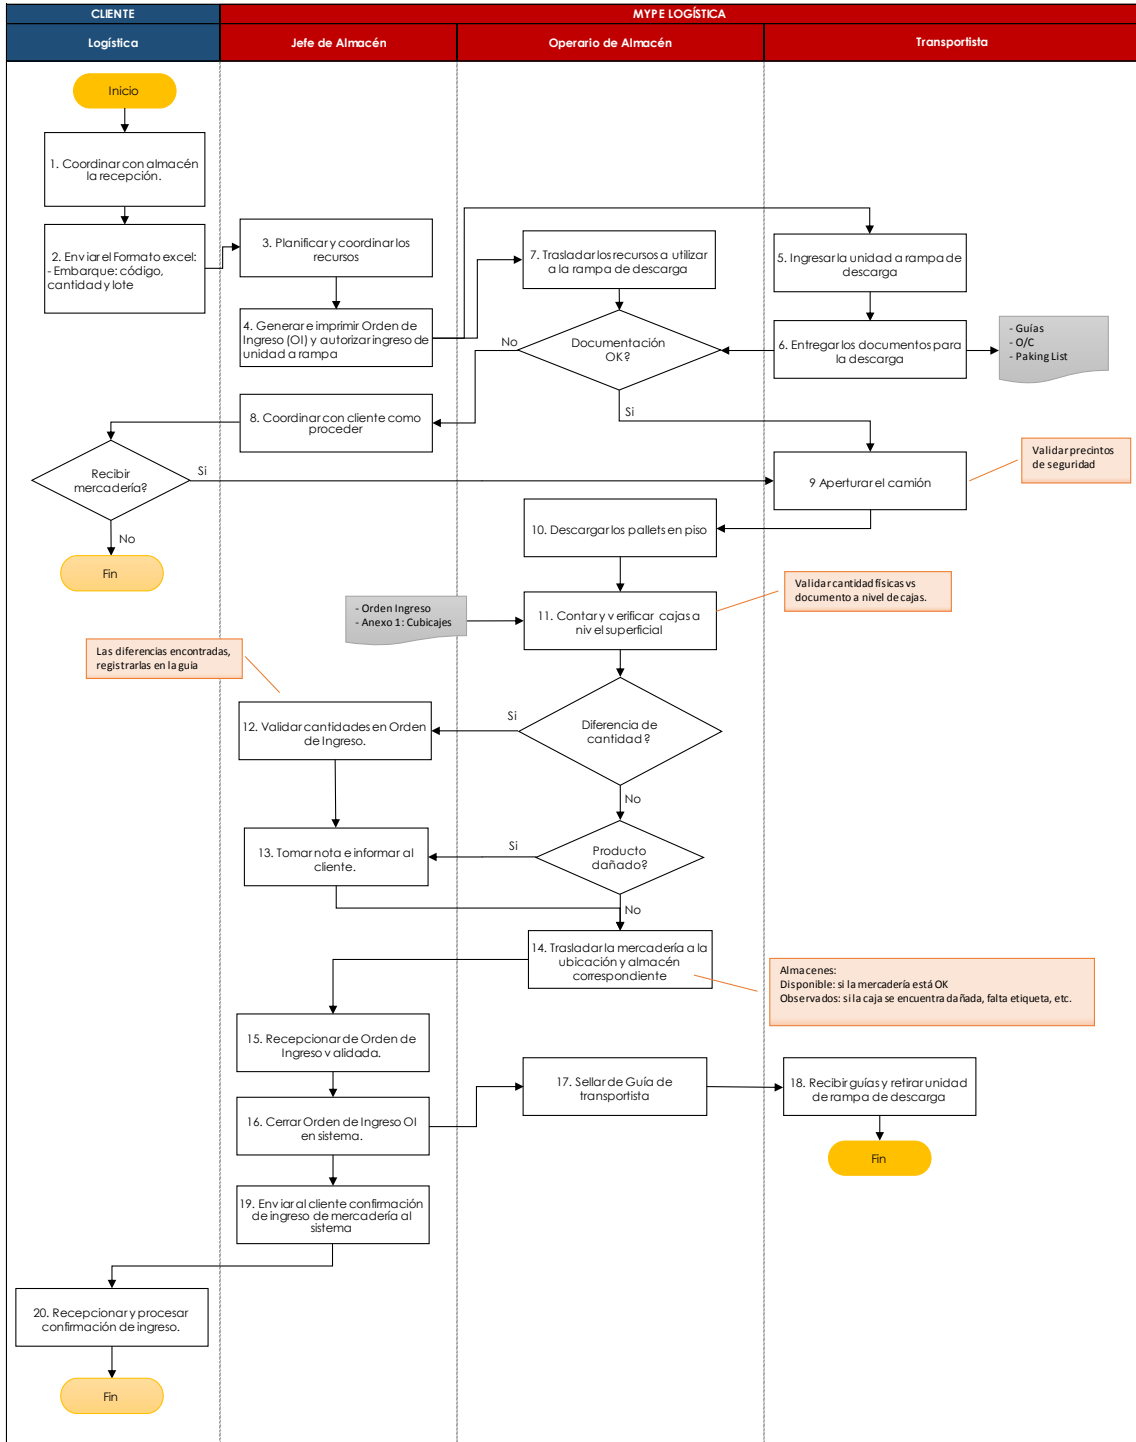 CLIENTE
MYPE LOGÍSTICA
Logística
Jefe de Almacén
Operario de Almacén
Transportista
Inicio
1. Coordinar con almacén
la recepción.
2. Enviar el Formato excel:
- Embarque: código,
cantidad y lote
3. Planificar y coordinar los
recursos
4. Generar e imprimir Orden de
Ingreso (OI) y autorizar ingreso de
unidad a rampa
7. Trasladar los recursos a utilizar
a la rampa de descarga
5. Ingresar la unidad a rampa de
descarga
Documentación
OK?
No
Si
6. Entregar los documentos para
la descarga
- Guías
- O/C
- Paking List
8. Coordinar con cliente como
proceder
Recibir
mercadería?
Si
No
Fin
9 Aperturar el camión
Validar precintos
de seguridad
10. Descargar los pallets en piso
- Orden Ingreso
- Anexo 1: Cubicajes
11. Contar y verificar cajas a
nivel superficial
Validar cantidad físicas vs
documento a nivel de cajas.
Las diferencias encontradas,
registrarlas en la guia
12. Validar cantidades en Orden
de Ingreso.
Si
Diferencia de
cantidad?
No
13. Tomar nota e informar al
cliente.
Si
Producto
dañado?
No
14. Trasladar la mercadería a la
ubicación y almacén
correspondiente
Almacenes:
Disponible: si la mercadería está OK
Observados: si la caja se encuentra dañada, falta etiqueta, etc.
15. Recepcionar de Orden de
Ingreso validada.
16. Cerrar Orden de Ingreso OI
en sistema.
17. Sellar de Guía de
transportista
18. Recibir guías y retirar unidad
de rampa de descarga
Fin
19. Enviar al cliente confirmación
de ingreso de mercadería al
sistema
20. Recepcionar y procesar
confirmación de ingreso.
Fin